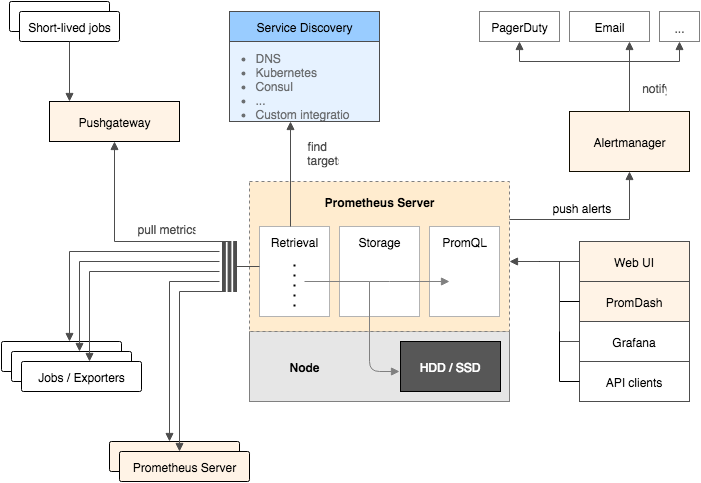 Short-lived jobs
Service Discovery
• DNS
• Kubernetes
• Consul
• ...
• Custom integratio
PagerDuty
Email
...
notify
Pushgateway
Alertmanager
find
targets
Prometheus Server
push alerts
pull metrics
Retrieval
Storage
PromQL
Web UI
PromDash
Grafana
API clients
Node
HDD / SSD
Jobs / Exporters
Prometheus Server